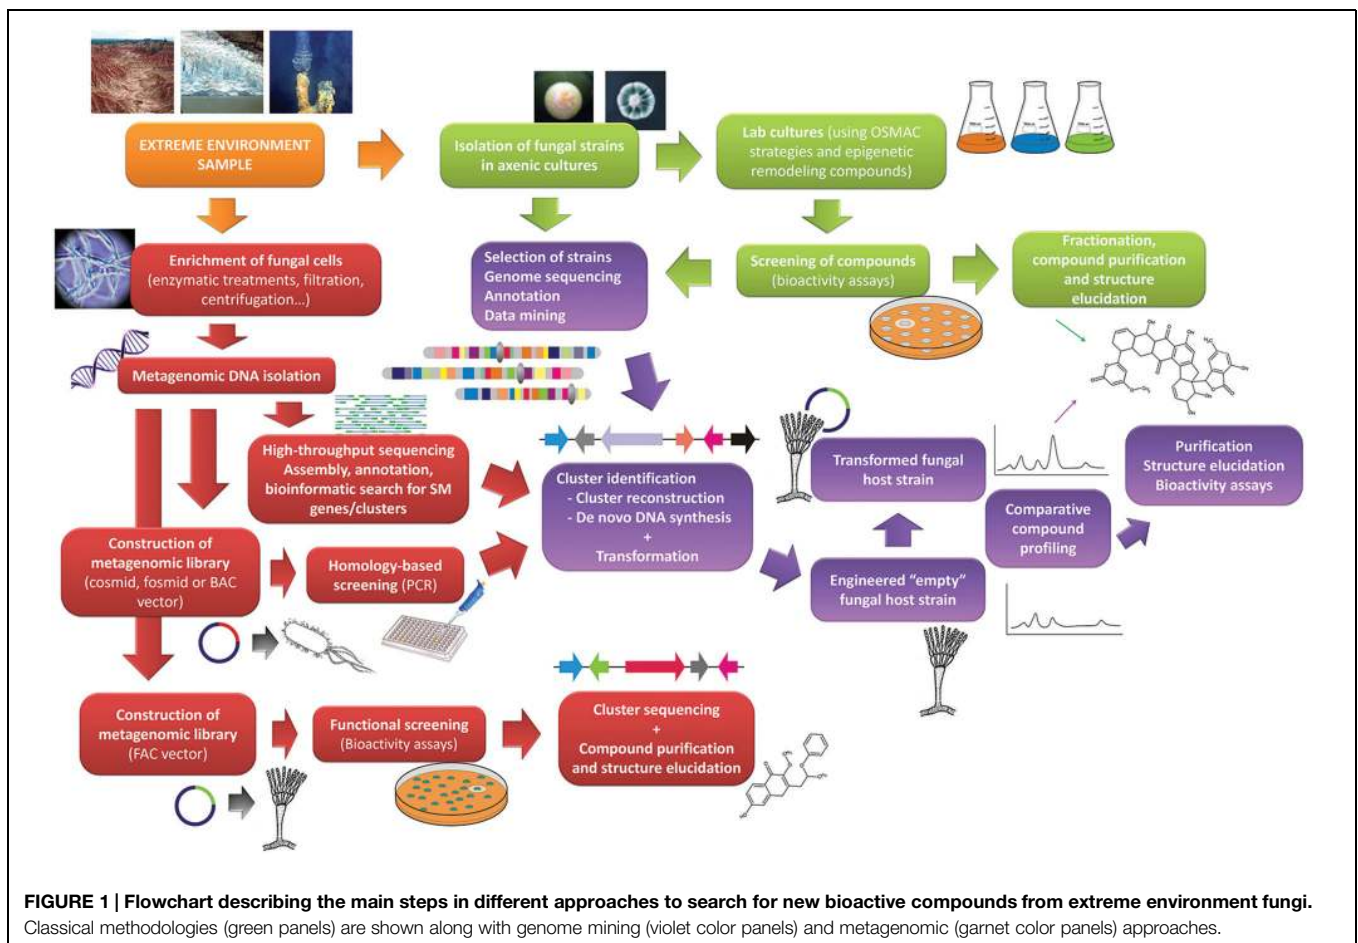 EXTREME ENVIRONMENT
SAMPLE
Isolation of fungal strains
in axenic cultures
Lab cultures (using OSMAC
strategies and epigenetic
remodeling compounds)
Enrichment of fungal cells
(enzymatic treatments, filtration,
centrifugation...)
Selection of strains
Genome sequencing
Annotation
Data mining
Screening of compounds
(bioactivity assays)
Fractionation,
compound purification
and structure
elucidation
Metagenomic DNA isolation
High-throughput sequencing
Assembly, annotation,
bioinformatic search for SM
genes/clusters
Cluster identification
- Cluster reconstruction
- De novo DNA synthesis
+
Transformation
Transformed fungal
host strain
Purification
Structure elucidation
Bioactivity assays
Comparative
compound
profiling
Construction of
metagenomic library
(cosmid, fosmid or BAC
vector)
Homology-based
screening (PCR)
Engineered “empty”
fungal host strain
Construction of
metagenomic library
(FAC vector)
Functional screening
(Bioactivity assays)
Cluster sequencing
+
Compound purification
and structure elucidation
FIGURE 1 | Flowchart describing the main steps in different approaches to search for new bioactive compounds from extreme environment fungi.
Classical methodologies (green panels) are shown along with genome mining (violet color panels) and metagenomic (garnet color panels) approaches.